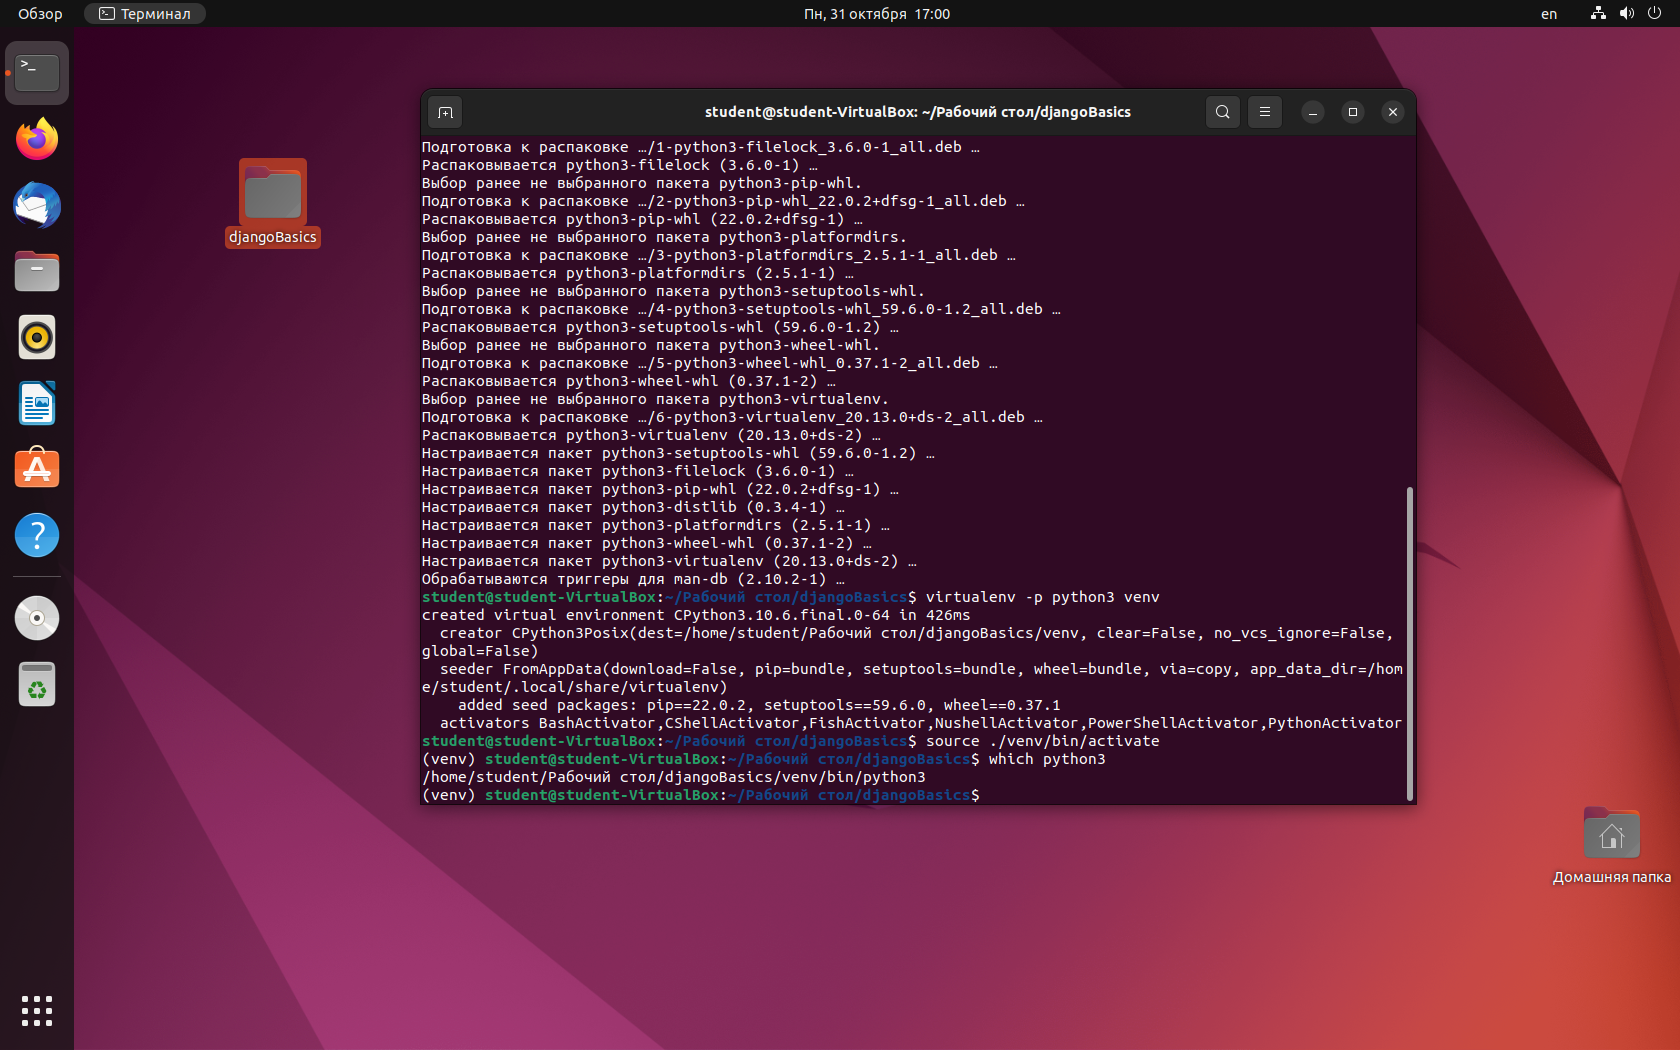 Обзор
Терминал
Пн, 31 октября 17:00
en
student@student-VirtualBox: ~/Рабочий стол/djangoBasics
Подготовка к распаковке …/1-python3-filelock_3.6.0-1_all.deb …
Распаковывается python3-filelock (3.6.0-1) …
Выбор ранее не выбранного пакета python3-pip-whl.
Подготовка к распаковке …/2-python3-pip-whl_22.0.2+dfsg-1_all.deb …
Распаковывается python3-pip-whl (22.0.2+dfsg-1) …
Выбор ранее не выбранного пакета python3-platformdirs.
Подготовка к распаковке …/3-python3-platformdirs_2.5.1-1_all.deb …
Распаковывается python3-platformdirs (2.5.1-1) …
Выбор ранее не выбранного пакета python3-setuptools-whl.
Подготовка к распаковке …/4-python3-setuptools-whl_59.6.0-1.2_all.deb …
Распаковывается python3-setuptools-whl (59.6.0-1.2) …
Выбор ранее не выбранного пакета python3-wheel-whl.
Подготовка к распаковке …/5-python3-wheel-whl_0.37.1-2_all.deb …
Распаковывается python3-wheel-whl (0.37.1-2) …
Выбор ранее не выбранного пакета python3-virtualenv.
Подготовка к распаковке …/6-python3-virtualenv_20.13.0+ds-2_all.deb …
Распаковывается python3-virtualenv (20.13.0+ds-2) …
Настраивается пакет python3-setuptools-whl (59.6.0-1.2) …
Настраивается пакет python3-filelock (3.6.0-1) …
Настраивается пакет python3-pip-whl (22.0.2+dfsg-1) …
Настраивается пакет python3-distlib (0.3.4-1) …
Настраивается пакет python3-platformdirs (2.5.1-1) …
Настраивается пакет python3-wheel-whl (0.37.1-2) …
Настраивается пакет python3-virtualenv (20.13.0+ds-2) …
Обрабатываются триггеры для man-db (2.10.2-1) …
student@student-VirtualBox:~/Рабочий стол/djangoBasics$ virtualenv -p python3 venv
created virtual environment CPython3.10.6.final.0-64 in 426ms
creator CPython3Posix(dest=/home/student/Рабочий стол/djangoBasics/venv, clear=False, no_vcs_ignore=False,
global=False)
seeder FromAppData(download=False, pip=bundle, setuptools=bundle, wheel=bundle, via=copy, app_data_dir=/hom
e/student/.local/share/virtualenv)
added seed packages: pip==22.0.2, setuptools==59.6.0, wheel==0.37.1
activators BashActivator,CShellActivator,FishActivator,NushellActivator,PowerShellActivator,PythonActivator
student@student-VirtualBox:~/Рабочий стол/djangoBasics$ source ./venv/bin/activate
(venv) student@student-VirtualBox:~/Рабочий стол/djangoBasics$ which python3
/home/student/Рабочий стол/djangoBasics/venv/bin/python3
(venv) student@student-VirtualBox:~/Рабочий стол/djangoBasics$
djangoBasics
Домашняя папка